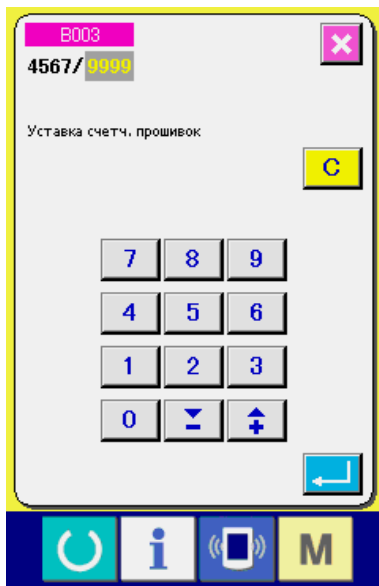 B003
4567/9999
Уставка счетч. прошивок
C
7 8 9
4 5 6
1 2 3
0 − +
i M